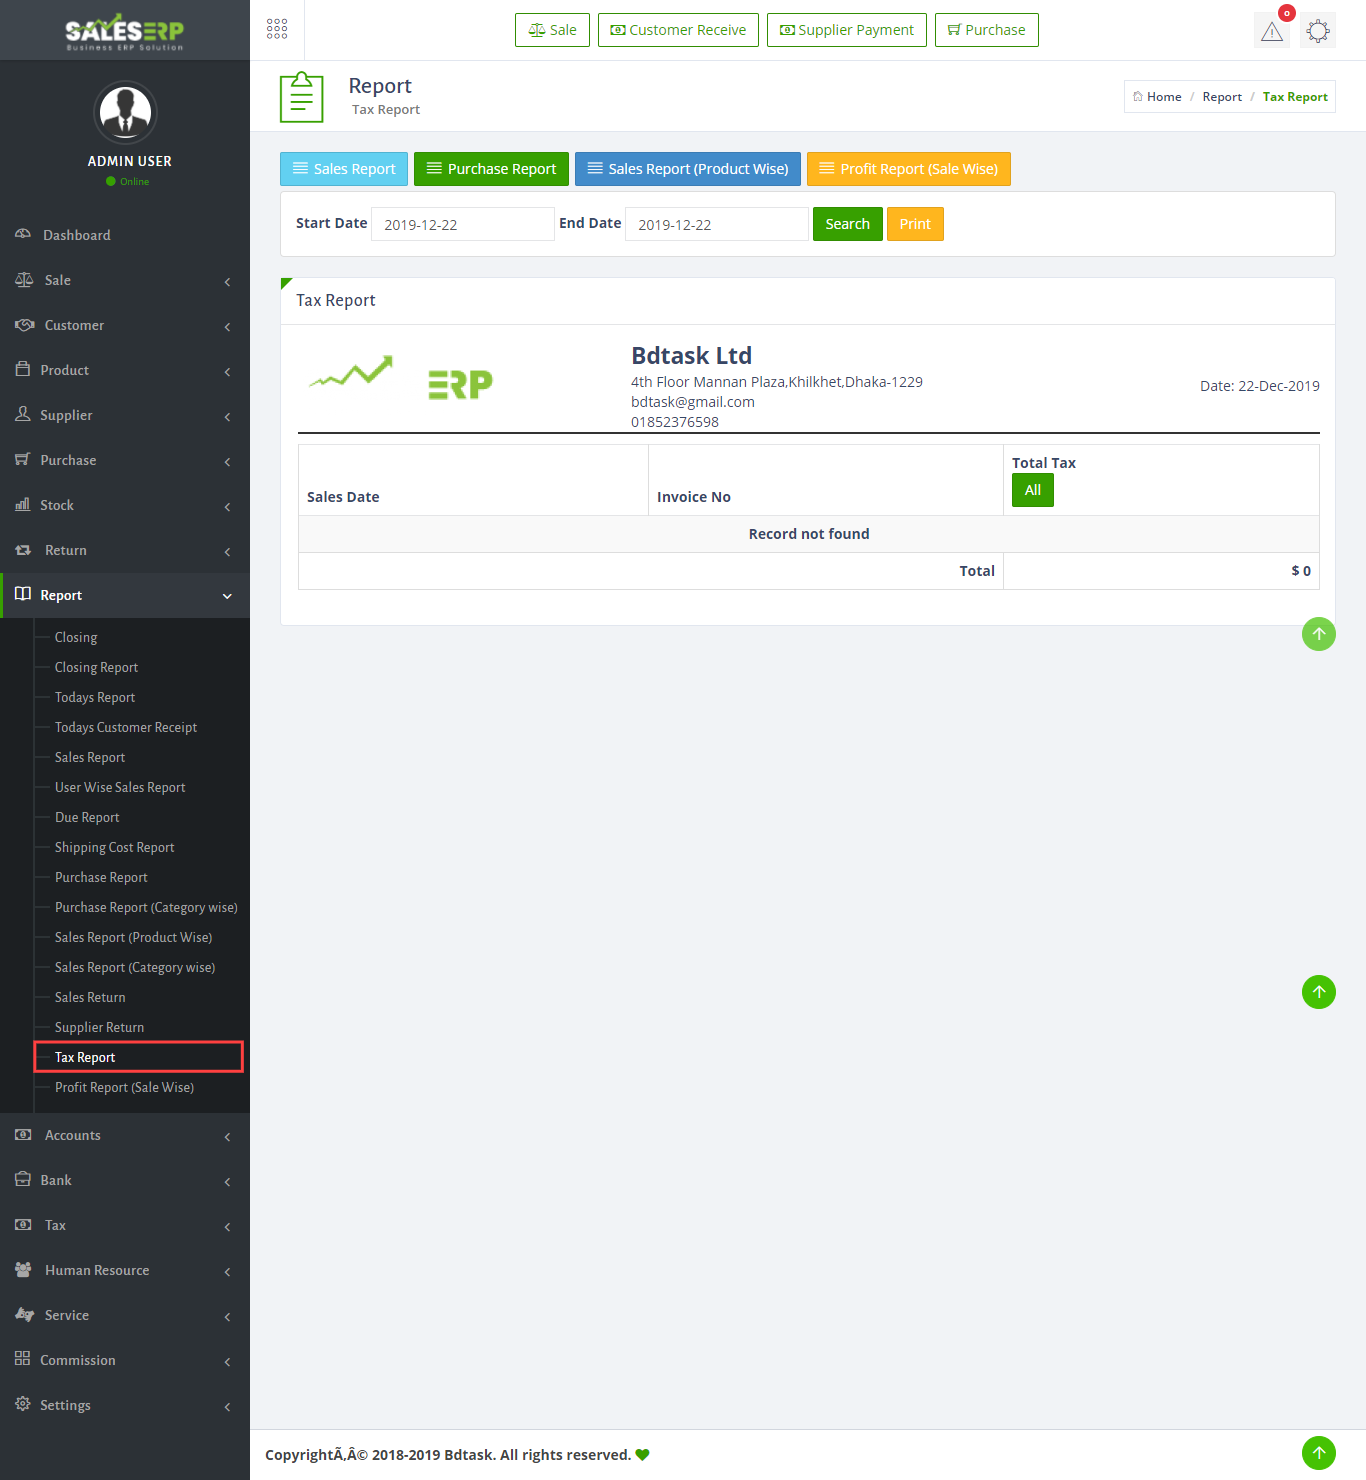 SALESERP
Business ERP Solution
ADMIN USER
Online
Dashboard
Sale
Customer
Product
Supplier
Purchase
Stock
Return
Report
Closing
Closing Report
Todays Report
Todays Customer Receipt
Sales Report
User Wise Sales Report
Due Report
Shipping Cost Report
Purchase Report
Purchase Report (Category wise)
Sales Report (Product Wise)
Sales Report (Category wise)
Sales Return
Supplier Return
Tax Report
Profit Report (Sale Wise)
Accounts
Bank
Tax
Human Resource
Service
Commission
Settings
Sale Customer Receive Supplier Payment Purchase
0
Report
Tax Report
Home / Report / Tax Report
Sales Report Purchase Report Sales Report (Product Wise) Profit Report (Sale Wise)
Start Date 2019-12-22 End Date 2019-12-22 Search Print
Tax Report
ERP
Bdtask Ltd
4th Floor Mannan Plaza,Khilkhet,Dhaka-1229
bdtask@gmail.com
01852376598
Date: 22-Dec-2019
Sales Date Invoice No Total Tax
All
Record not found
Total $ 0
CopyrightÃ‚Â© 2018-2019 Bdtask. All rights reserved.